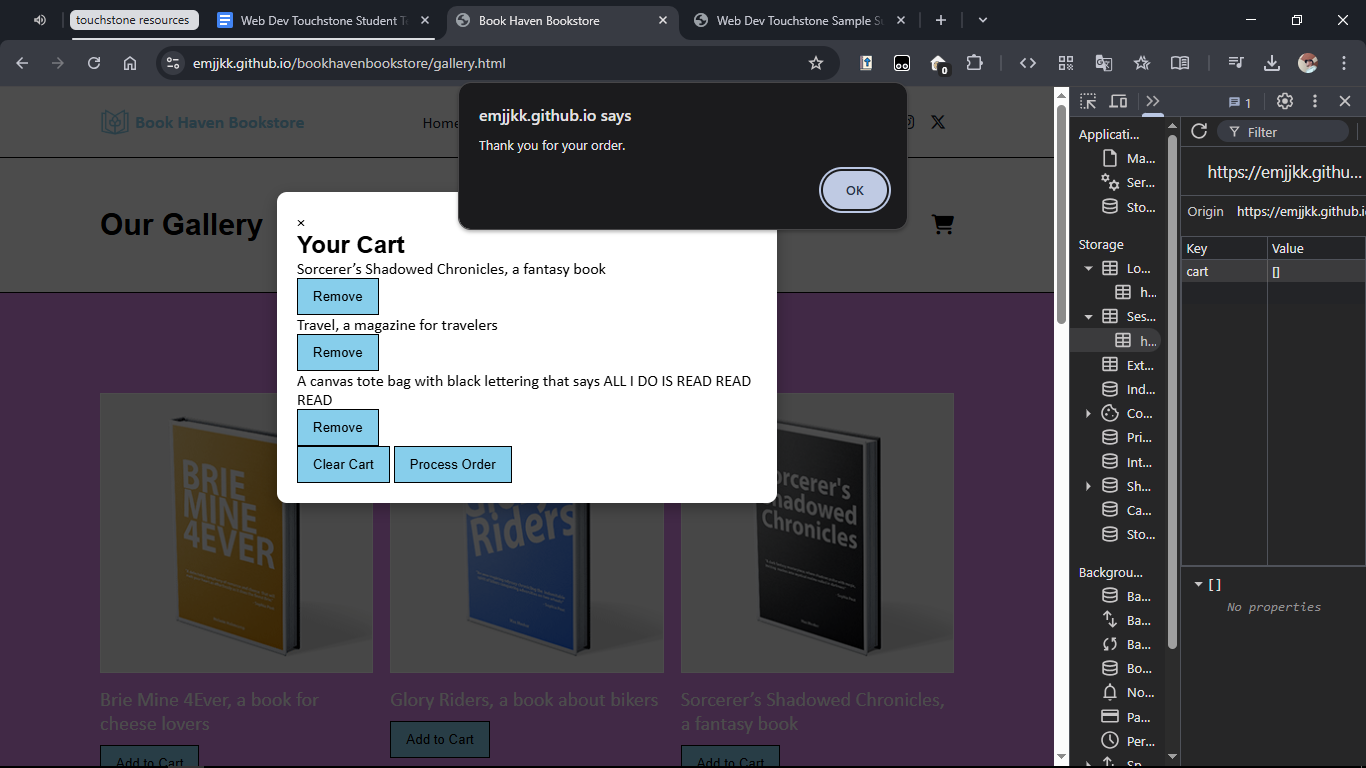 touchstone resources
Web Dev Touchstone Student Te
Book Haven Bookstore
Web Dev Touchstone Sample Su
emjjkk.github.io/bookhavenbookstore/gallery.html
0
1
Book Haven Bookstore
Home
emjjkk.github.io says
Thank you for your order.
OK
Our Gallery
×
Your Cart
Sorcerer’s Shadowed Chronicles, a fantasy book
Remove
Travel, a magazine for travelers
Remove
A canvas tote bag with black lettering that says ALL I DO IS READ READ
READ
Remove
Clear Cart
Process Order
BRIE
MINE
4EVER
Riders
Sorcerer's
Shadowed
Chronicles
Brie Mine 4Ever, a book for
cheese lovers
Add to Cart
Glory Riders, a book about bikers
Add to Cart
Sorcerer’s Shadowed Chronicles,
a fantasy book
Add to Cart
Applicati...
Ma...
Ser...
Sto...
Storage
Lo...
h...
Ses...
h...
Ext...
Ind...
Co...
Pri...
Int...
Sh...
Ca...
Sto...
Backgrou...
Ba...
Ba...
Ba...
Bo...
No...
Pa...
Per...
Sp...
Filter
https://emjjkk.githu...
Origin https://emjjkk.github.i
Key Value
cart []
[]
No properties